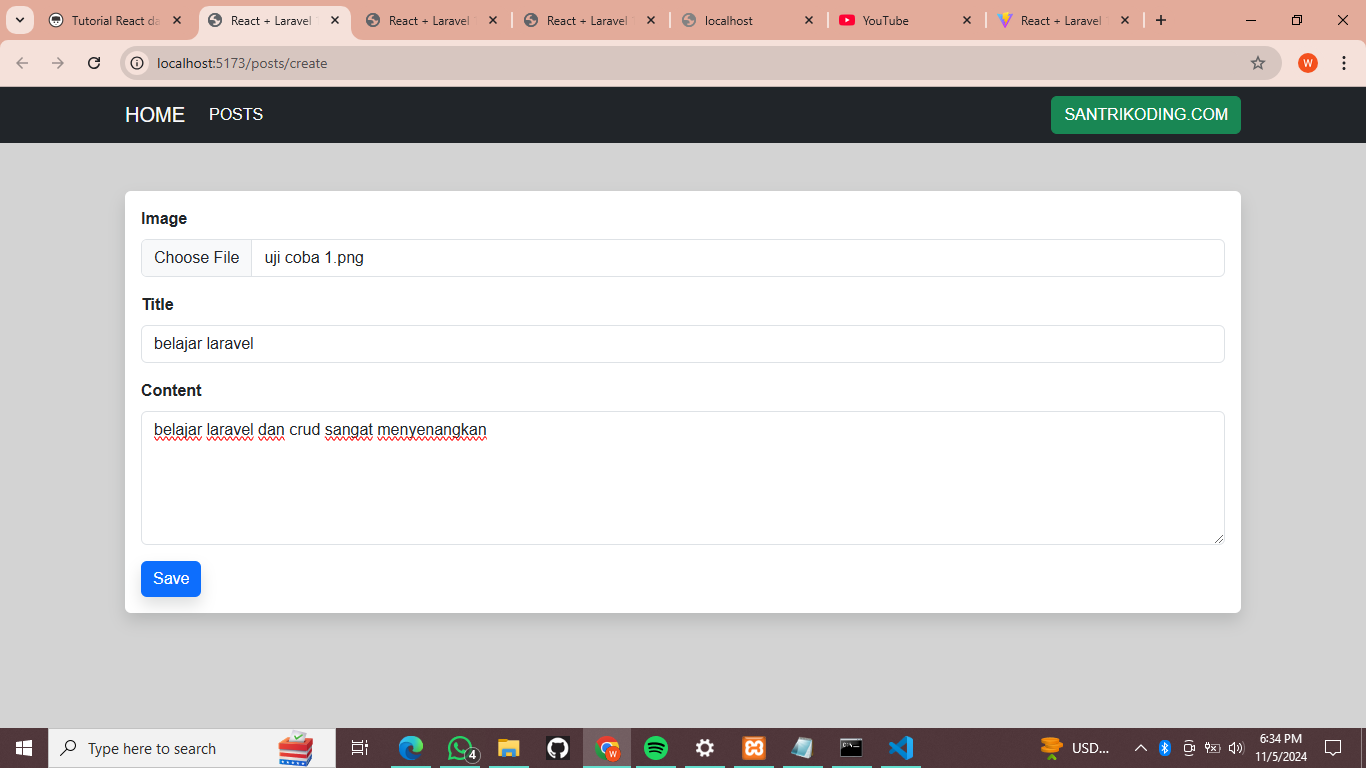 Tutorial React da
React + Laravel
React + Laravel
React + Laravel
localhost
YouTube
React + Laravel
localhost:5173/posts/create
W
HOME
POSTS
SANTRIKODING.COM
Image
Choose File
uji coba 1.png
Title
belajar laravel
Content
belajar laravel dan crud sangat menyenangkan
Save
Type here to search
4
W
USD...
6:34 PM
11/5/2024